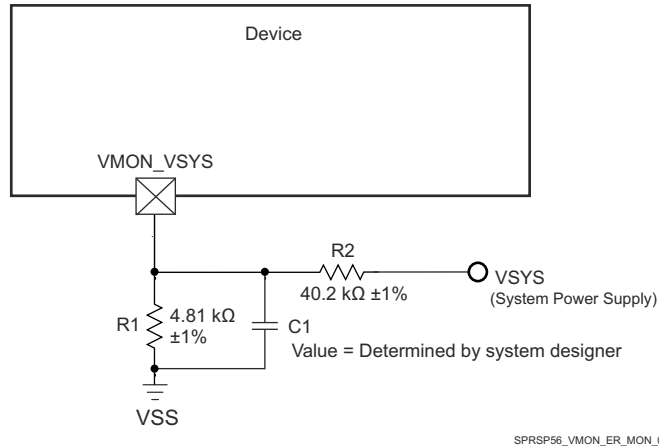 Device
VMON_VSYS
R2
40.2 kΩ ±1%
VSYS
(System Power Supply)
R1
4.81 kΩ
±1%
C1
Value = Determined by system designer
VSS